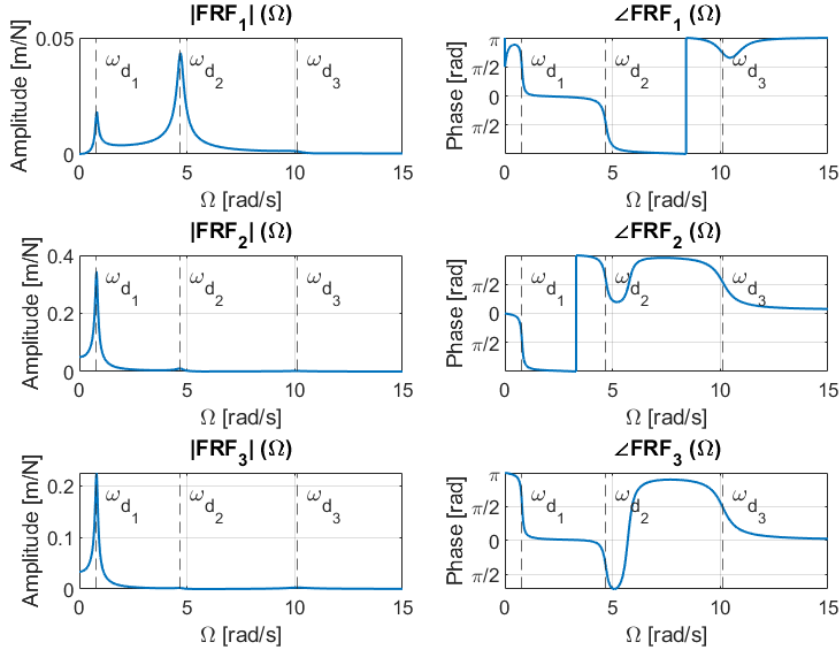 |FRF1| (Ω)
Amplitude [m/N]
0.05
0
ωd1
ωd2
ωd3
0 5 10 15
Ω [rad/s]
∠FRF1 (Ω)
Phase [rad]
π
π/2
0
π/2
ωd1
ωd2
ωd3
0 5 10 15
Ω [rad/s]
|FRF2| (Ω)
Amplitude [m/N]
0.4
0.2
0
ωd1
ωd2
ωd3
0 5 10 15
Ω [rad/s]
∠FRF2 (Ω)
Phase [rad]
π/2
0
π/2
ωd1
ωd2
ωd3
0 5 10 15
Ω [rad/s]
|FRF3| (Ω)
Amplitude [m/N]
0.2
0.1
0
ωd1
ωd2
ωd3
0 5 10 15
Ω [rad/s]
∠FRF3 (Ω)
Phase [rad]
π
π/2
0
π/2
ωd1
ωd2
ωd3
0 5 10 15
Ω [rad/s]